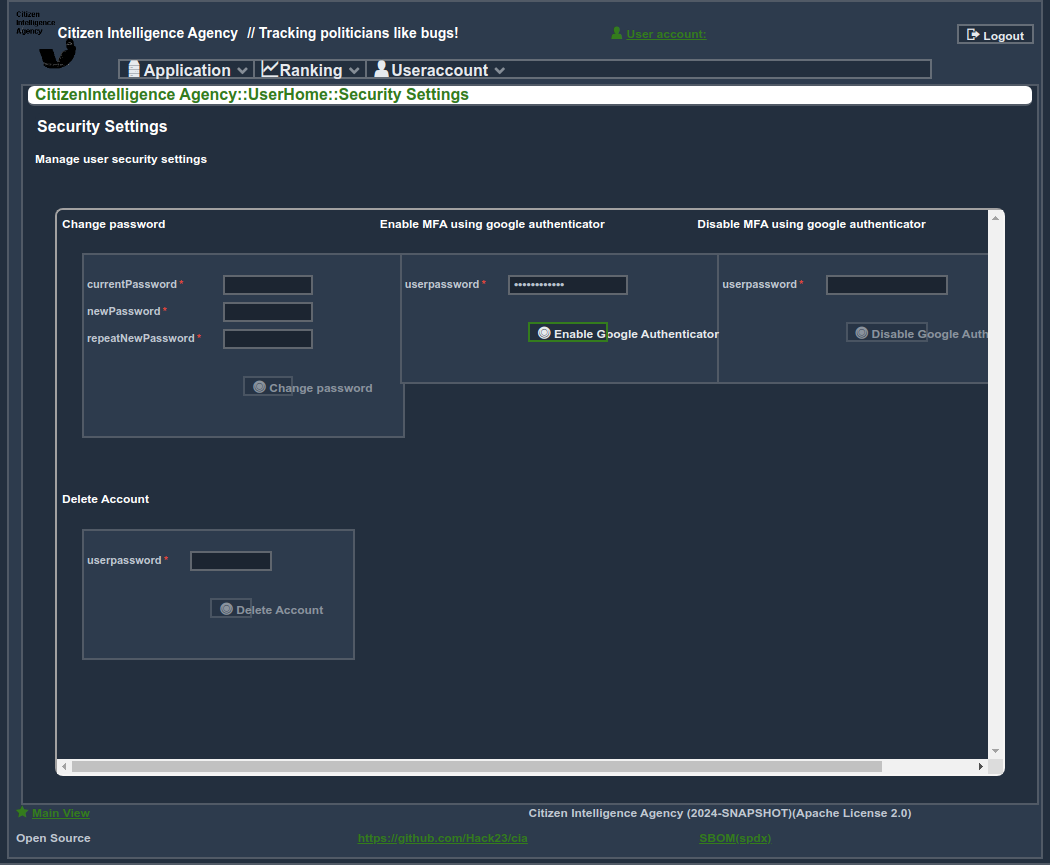 Citizen
Intelligence
Agency
Citizen Intelligence Agency // Tracking politicians like bugs!
User account:
Logout
Application
Ranking
Useraccount
CitizenIntelligence Agency::UserHome::Security Settings
Security Settings
Manage user security settings
Change password
Enable MFA using google authenticator
Disable MFA using google authenticator
currentPassword *
newPassword *
repeatNewPassword *
Change password
userpassword *
••••••••••••
Enable Google Authenticator
userpassword *
Disable Google Auth
Delete Account
userpassword *
Delete Account
Main View
Citizen Intelligence Agency (2024-SNAPSHOT)(Apache License 2.0)
Open Source
https://github.com/Hack23/cia
SBOM(spdx)